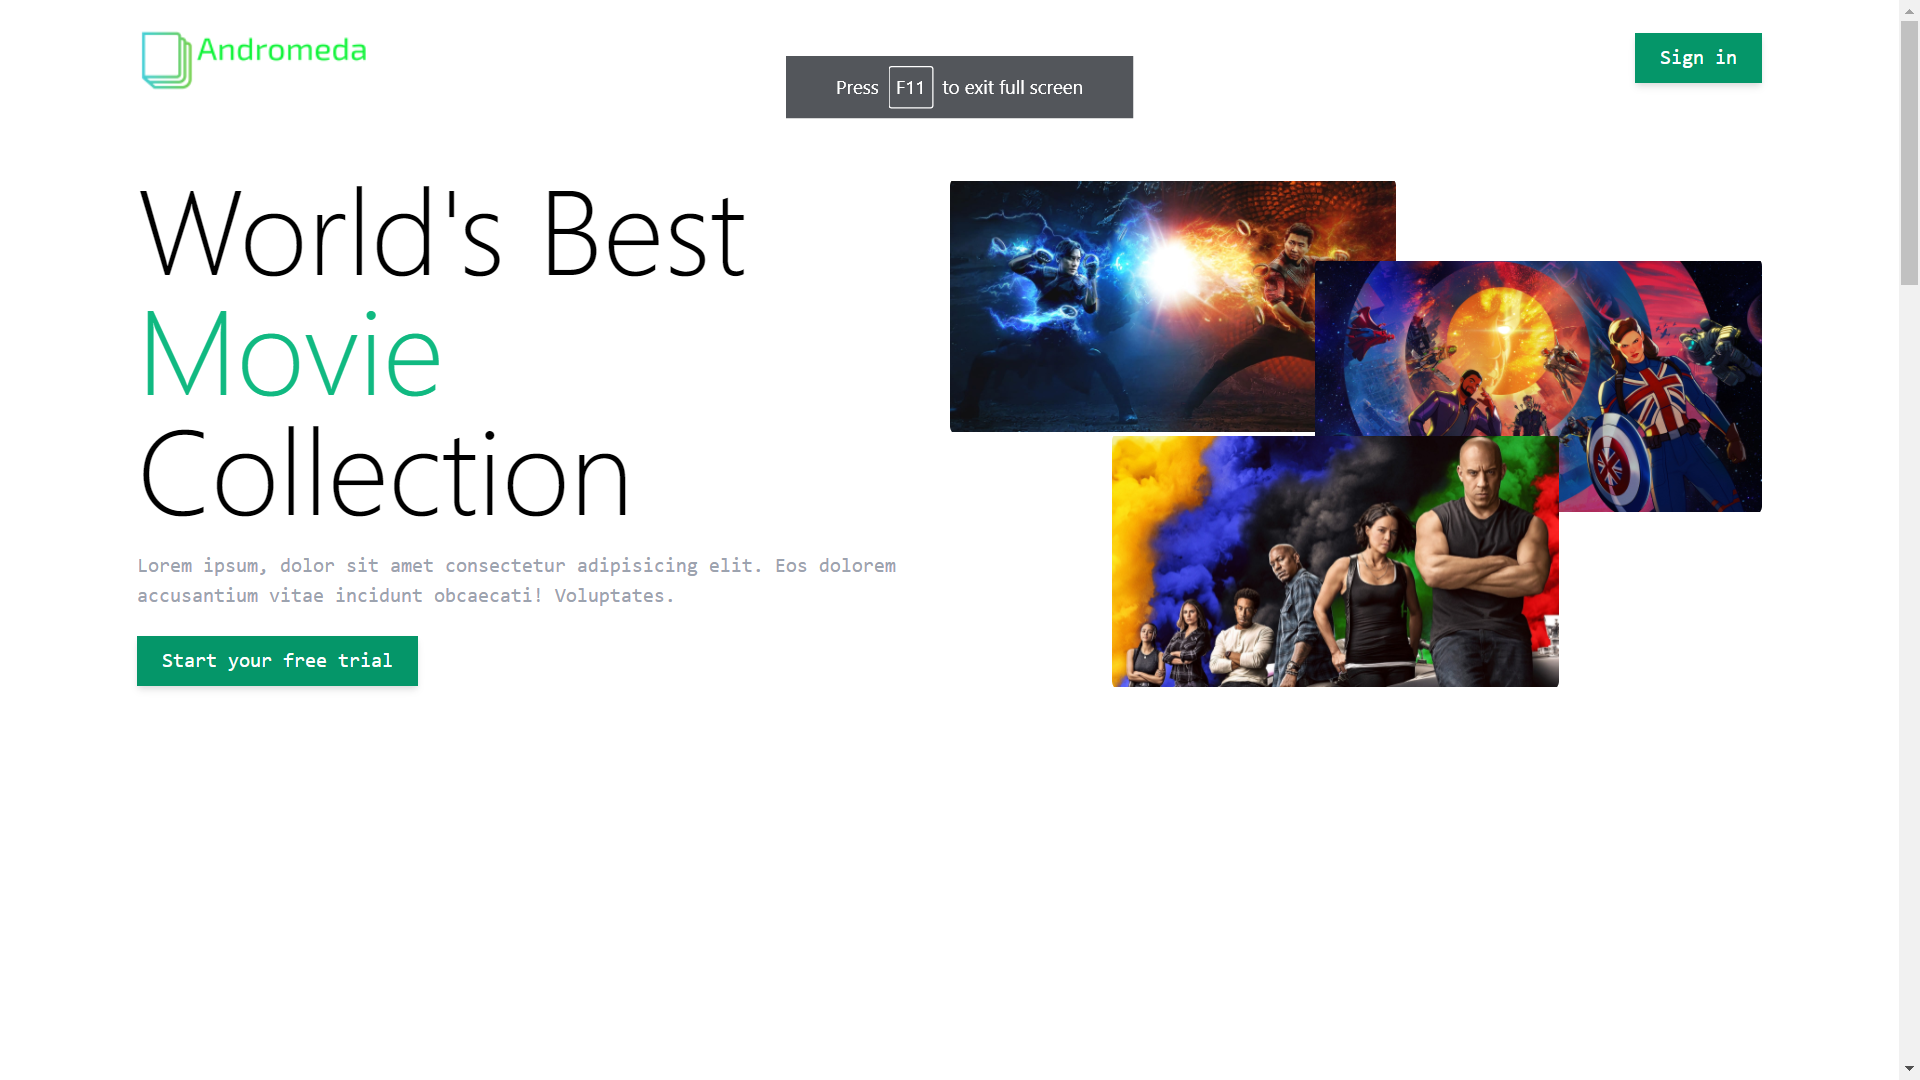 Andromeda
Press F11 to exit full screen
Sign in
World's Best
Movie
Collection
Lorem ipsum, dolor sit amet consectetur adipisicing elit. Eos dolorem
accusantium vitae incidunt obcaecati! Voluptates.
Start your free trial